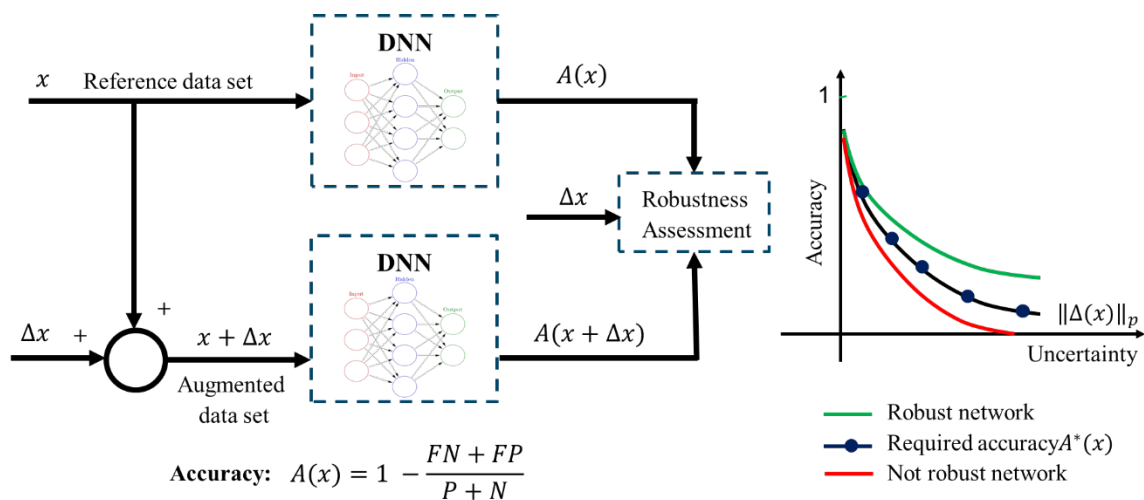 x
Reference data set
DNN
Input
Hidden
Output
A(x)
Δx
Robustness
Assessment
Δx
+
+
x + Δx
Augmented
data set
DNN
Input
Hidden
Output
A(x + Δx)
Accuracy: A(x) = 1 − (FN + FP)/(P + N)
1
Accuracy
‖Δ(x)‖p
Uncertainty
Robust network
Required accuracyA*(x)
Not robust network